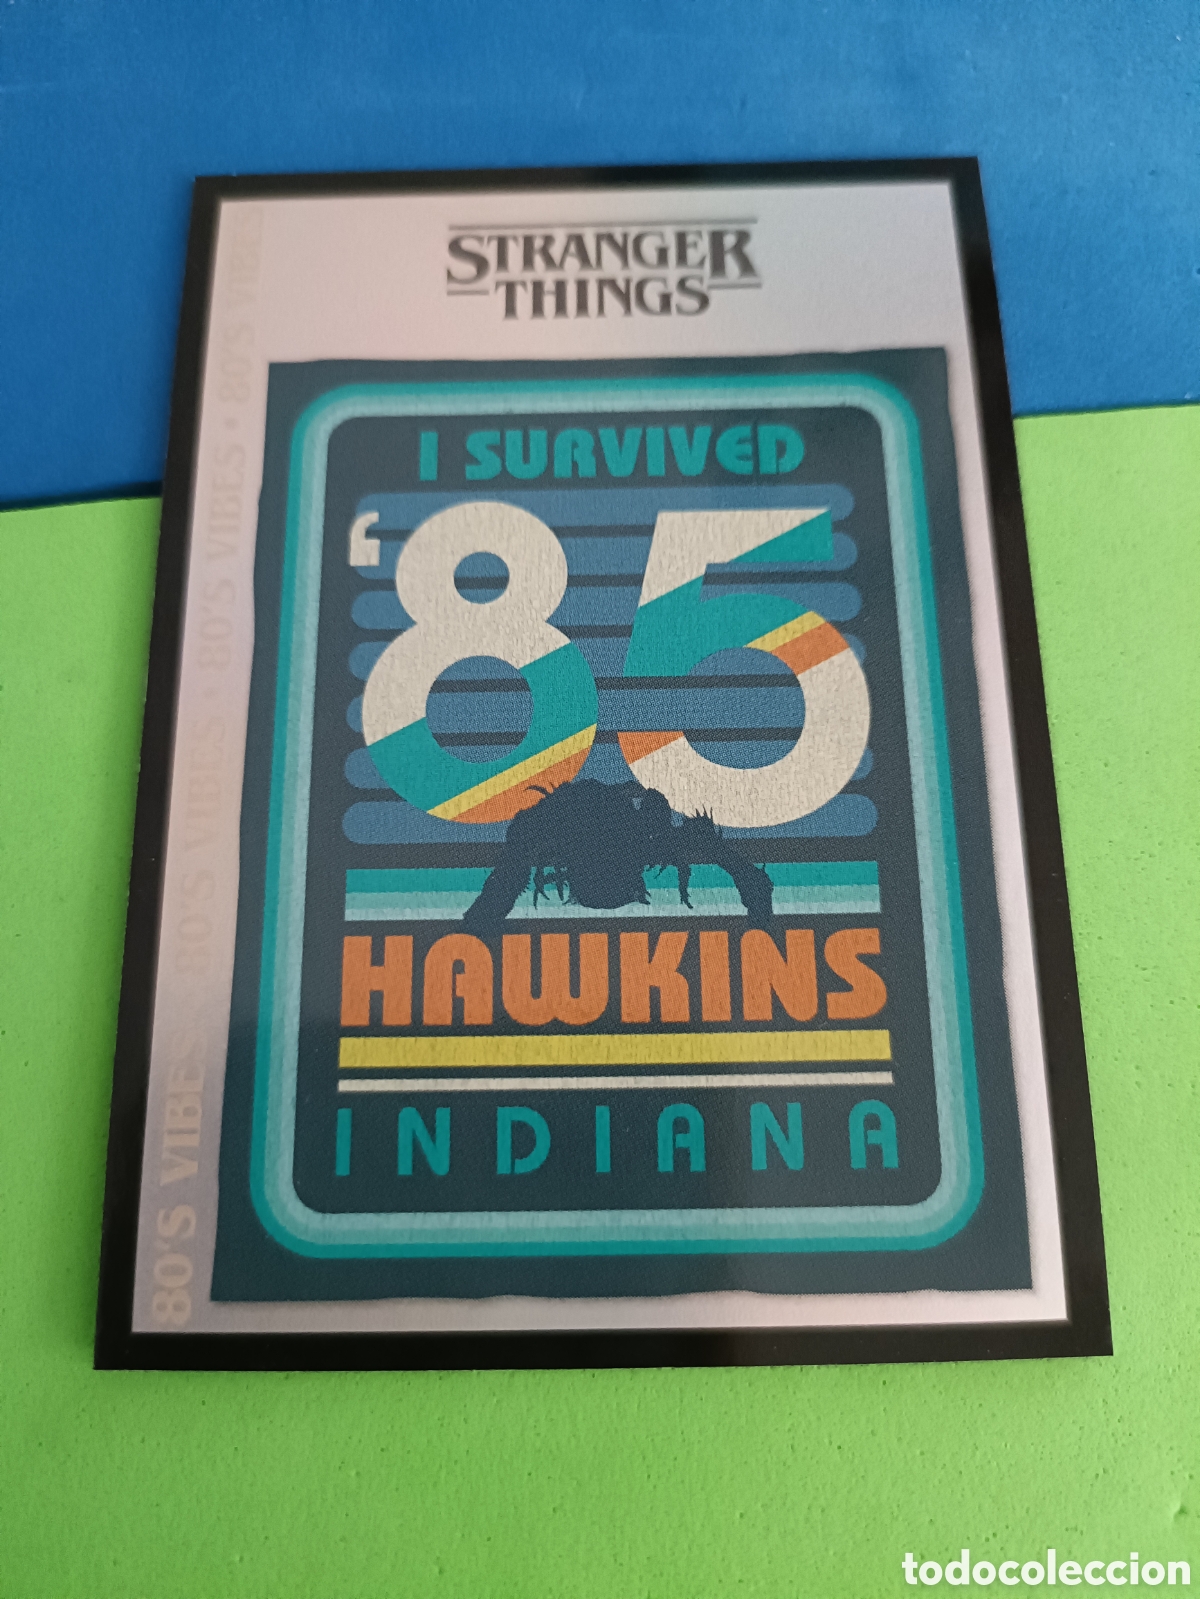 STRANGER
THINGS
I SURVIVED
'85
HAWKINS
INDIANA
80'S VIBES • 80'S VIBES • 80'S VIBES • 80'S VIBES
todocoleccion